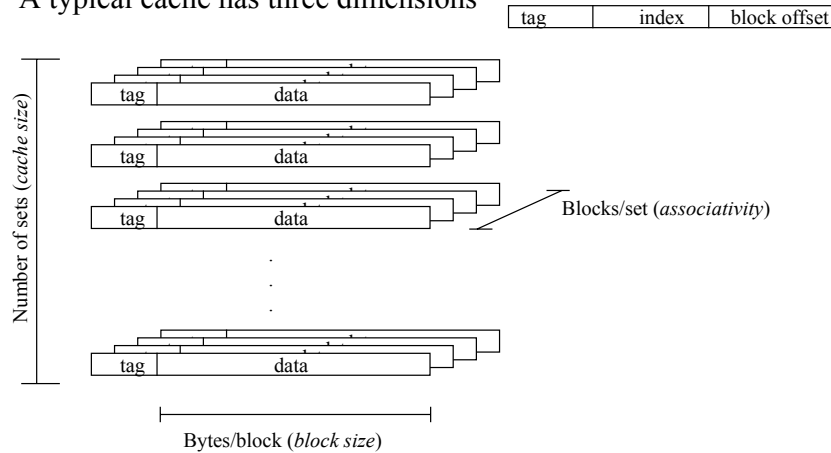 A typical cache has three dimensions
tag index block offset
tag data
tag data
tag data
Number of sets (cache size)
Blocks/set (associativity)
.
.
.
tag data
Bytes/block (block size)